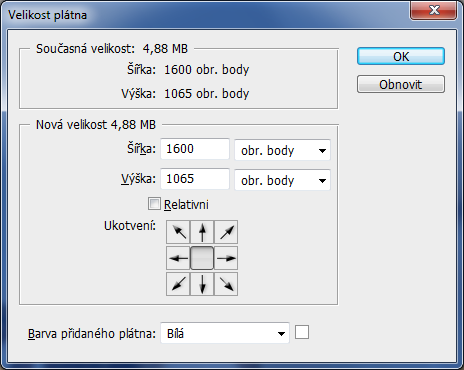 Velikost plátna
Současná velikost: 4,88 MB
Šířka: 1600 obr. body
Výška: 1065 obr. body
OK
Obnovit
Nová velikost 4,88 MB
Šířka: 1600 obr. body
Výška: 1065 obr. body
Relativni
Ukotvení:
Barva přidaného plátna: Bílá